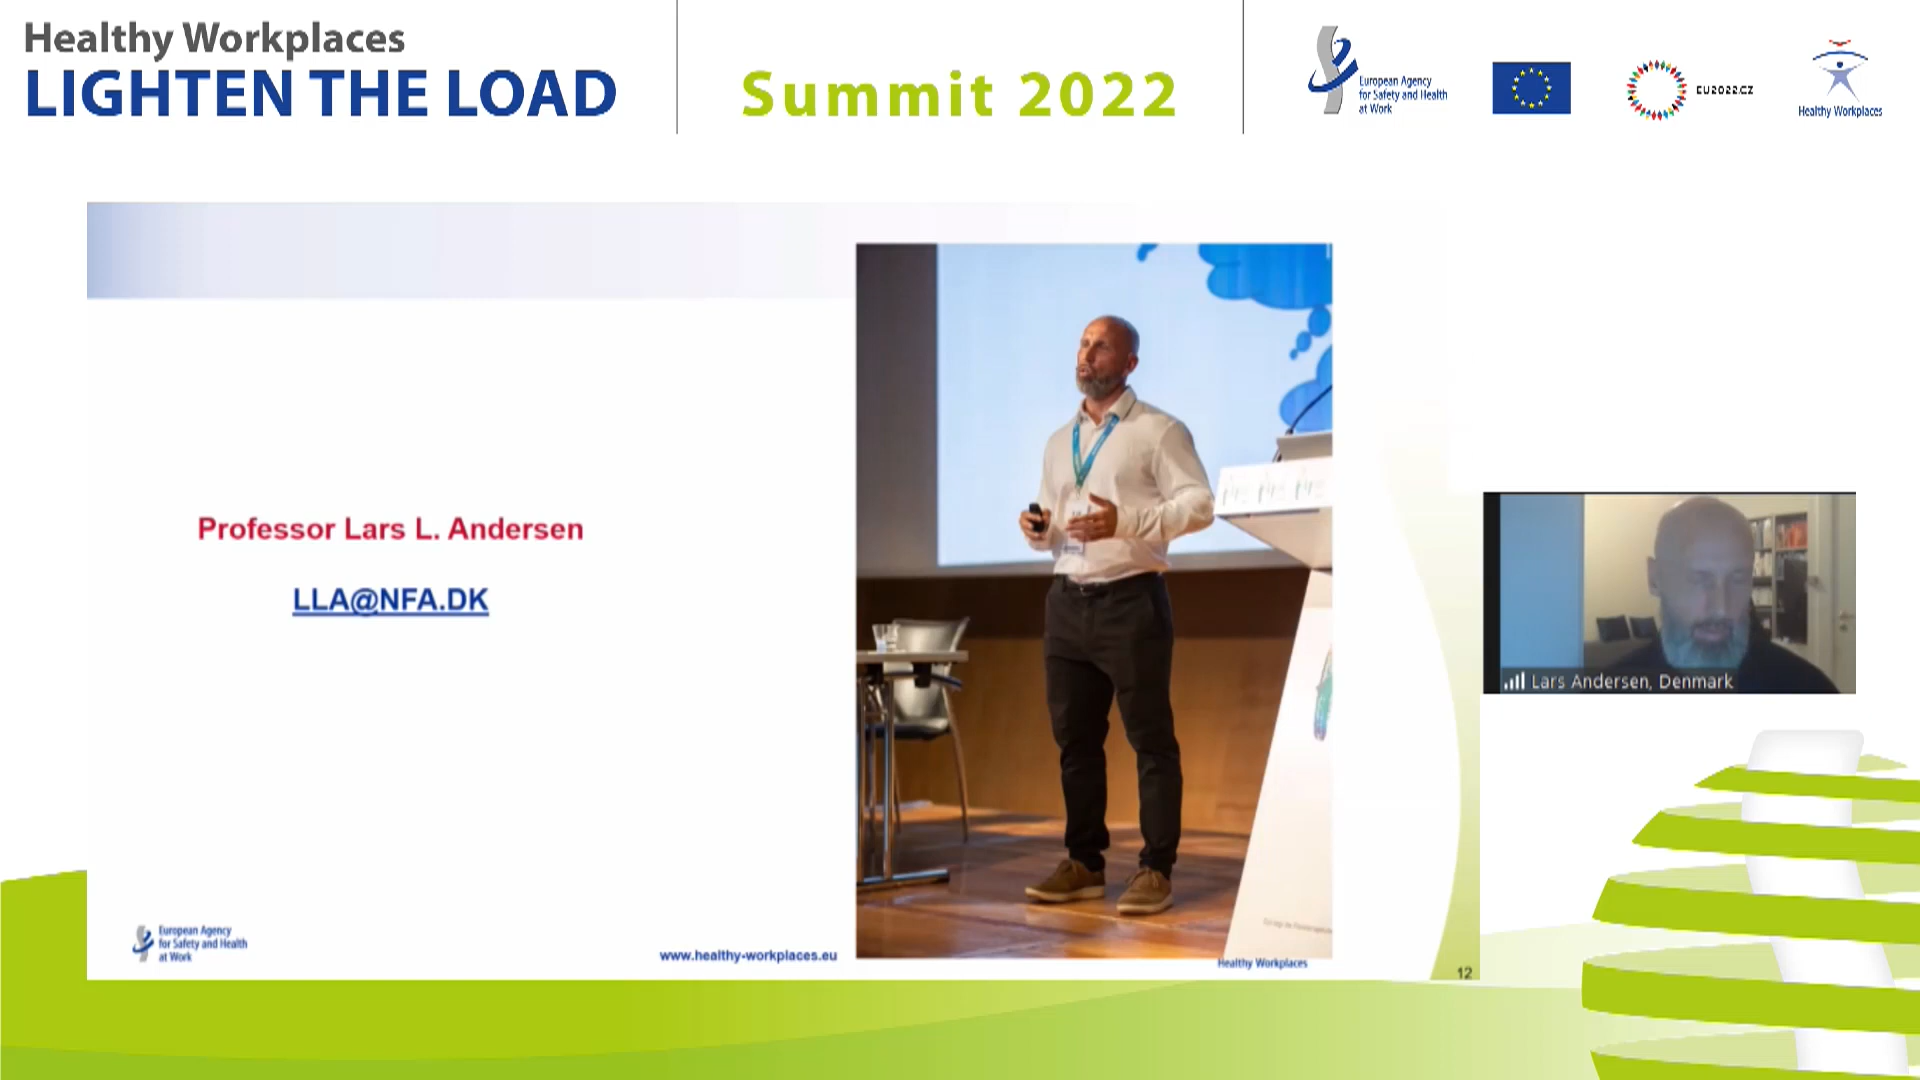 Healthy Workplaces
LIGHTEN THE LOAD
Summit 2022
European Agency
for Safety and Health
at Work
EU2022.CZ
Healthy Workplaces
Professor Lars L. Andersen
LLA@NFA.DK
Lars Andersen, Denmark
European Agency
for Safety and Health
at Work
www.healthy-workplaces.eu
Healthy Workplaces
12